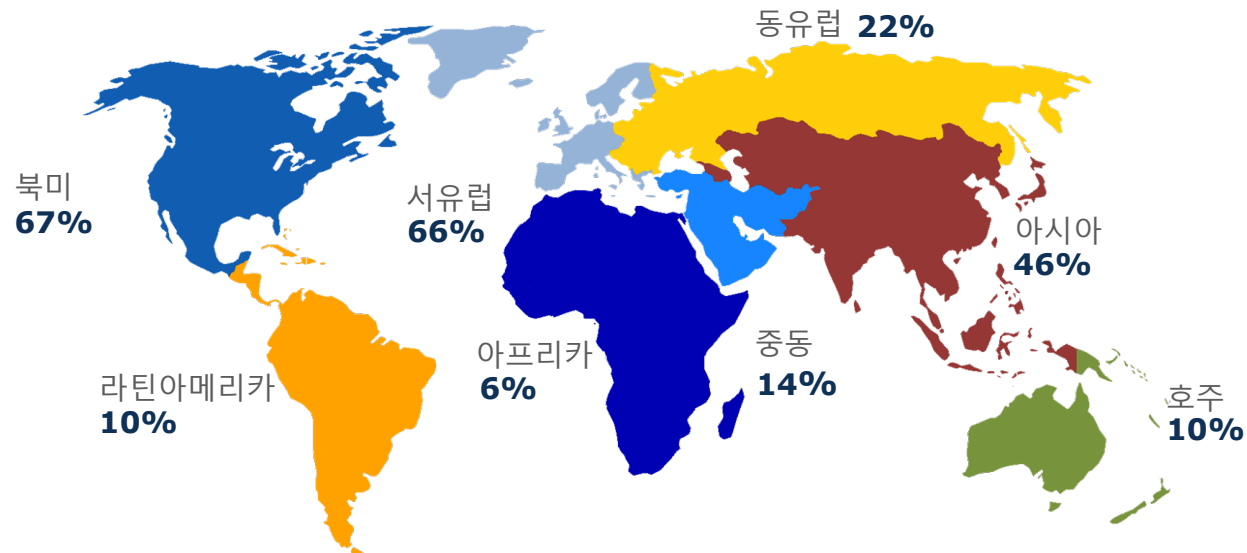 동유럽 22%
북미
67%
서유럽
66%
아시아
46%
아프리카
6%
중동
14%
라틴아메리카
10%
호주
10%